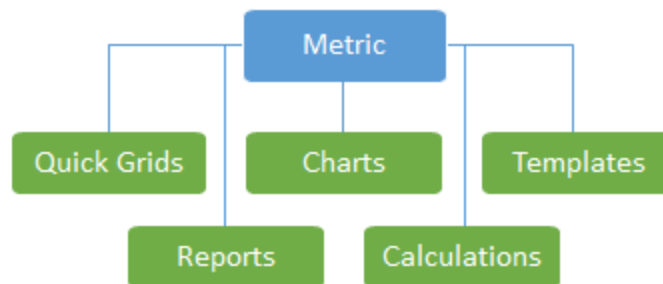 Metric
Quick Grids
Charts
Templates
Reports
Calculations